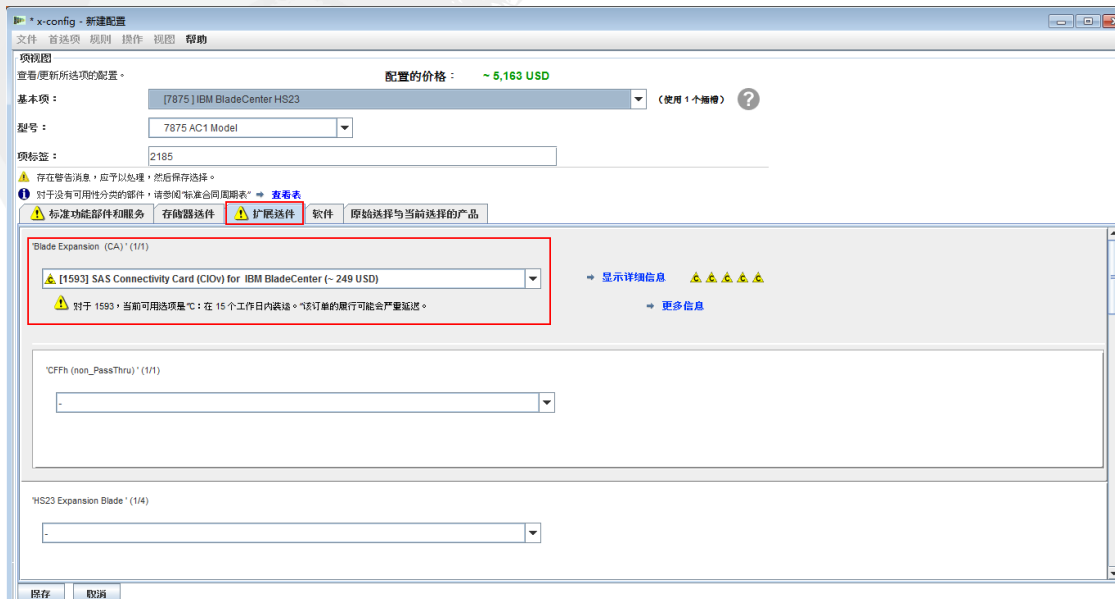 * x-config - 新建配置
文件 首选项 规则 操作 视图 帮助
项视图
查看/更新所选项的配置。 配置的价格： ~ 5,163 USD
基本项： [7875 ] IBM BladeCenter HS23 （使用 1 个插槽） ?
型号： 7875 AC1 Model
项标签： 2185
存在警告消息，应予以处理，然后保存选择。
对于没有可用性分类的部件，请参阅"标准合同周期表" ➡ 查看表
标准功能部件和服务 存储器选件 扩展选件 软件 原始选择与当前选择的产品
'Blade Expansion (CA) ' (1/1)
[1593] SAS Connectivity Card (CIOv) for IBM BladeCenter (~ 249 USD) ➡ 显示详细信息 C C C C C
对于 1593，当前可用选项是"C：在 15 个工作日内装运。"该订单的履行可能会严重延迟。 ➡ 更多信息
'CFFh (non_PassThru) ' (1/1)
-
'HS23 Expansion Blade ' (1/4)
-
保存 取消